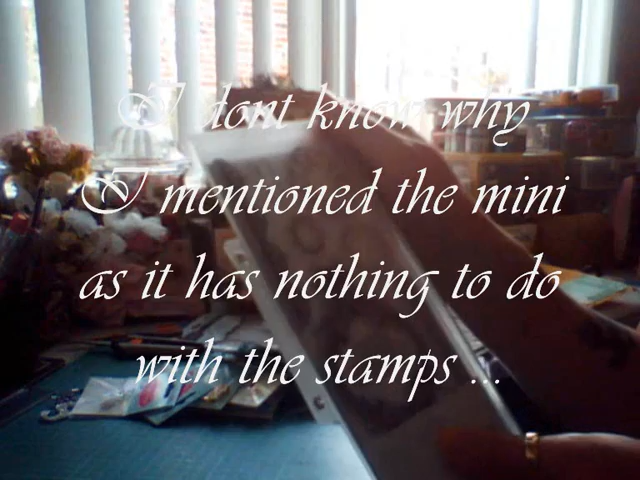 I dont know why
I mentioned the mini
as it has nothing to do
with the stamps ...